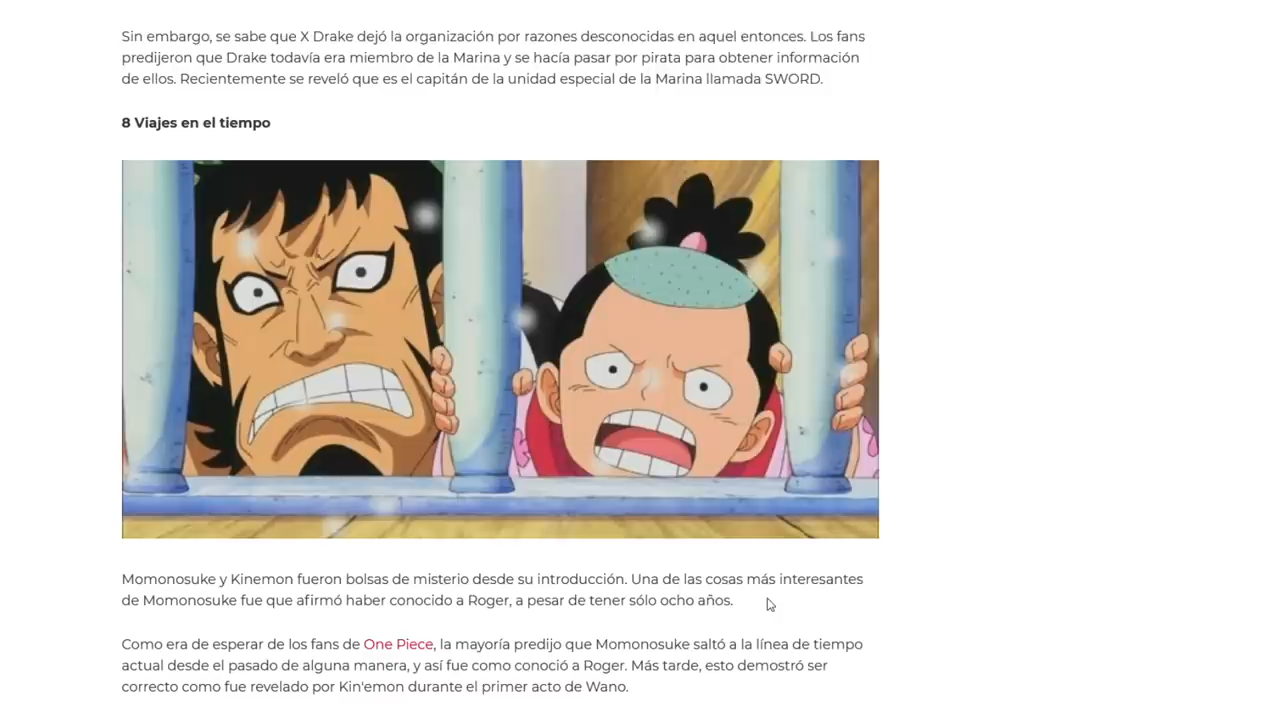 Sin embargo, se sabe que X Drake dejó la organización por razones desconocidas en aquel entonces. Los fans
predijeron que Drake todavía era miembro de la Marina y se hacía pasar por pirata para obtener información
de ellos. Recientemente se reveló que es el capitán de la unidad especial de la Marina llamada SWORD.
8 Viajes en el tiempo
Momonosuke y Kinemon fueron bolsas de misterio desde su introducción. Una de las cosas más interesantes
de Momonosuke fue que afirmó haber conocido a Roger, a pesar de tener sólo ocho años.
Como era de esperar de los fans de One Piece, la mayoría predijo que Momonosuke saltó a la línea de tiempo
actual desde el pasado de alguna manera, y así fue como conoció a Roger. Más tarde, esto demostró ser
correcto como fue revelado por Kin'emon durante el primer acto de Wano.